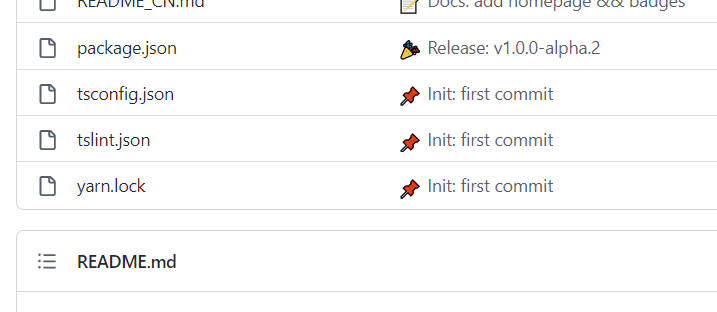 README_CN.md 📝 Docs: add homepage && badges
package.json 🎉 Release: v1.0.0-alpha.2
tsconfig.json 📌 Init: first commit
tslint.json 📌 Init: first commit
yarn.lock 📌 Init: first commit
README.md